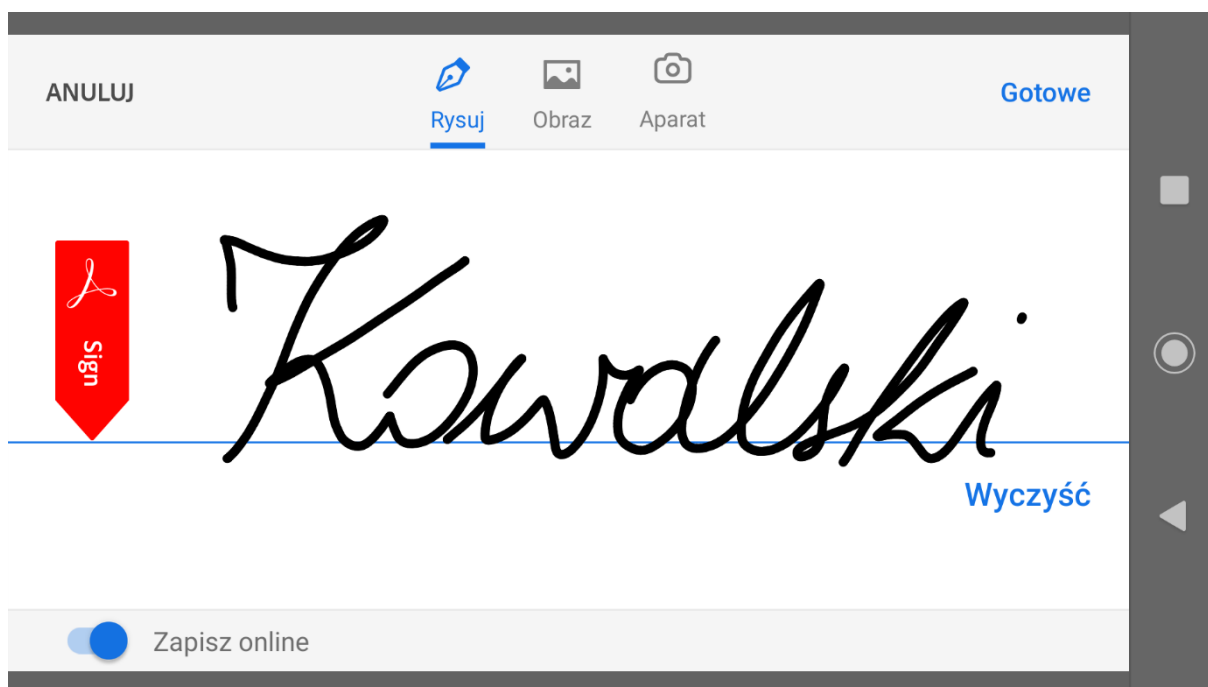 ANULUJ
Rysuj
Obraz
Aparat
Gotowe
Sign
Kowalski
Wyczyść
Zapisz online